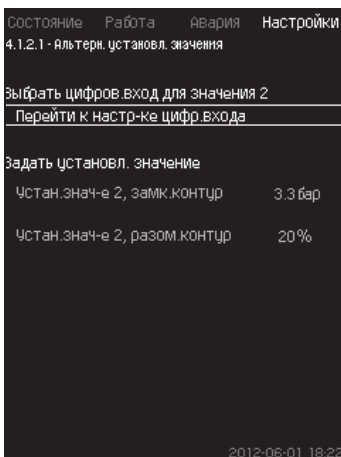 Состояние Работа Авария Настройки
4.1.2.1 - Альтерн. установл. значения
Выбрать цифров.вход для значения 2
Перейти к настр-ке цифр.входа
Задать установл. значение
Устан.знач-е 2, замк.контур 3.3 бар
Устан.знач-е 2, разом.контур 20%
2012-06-01 18:22